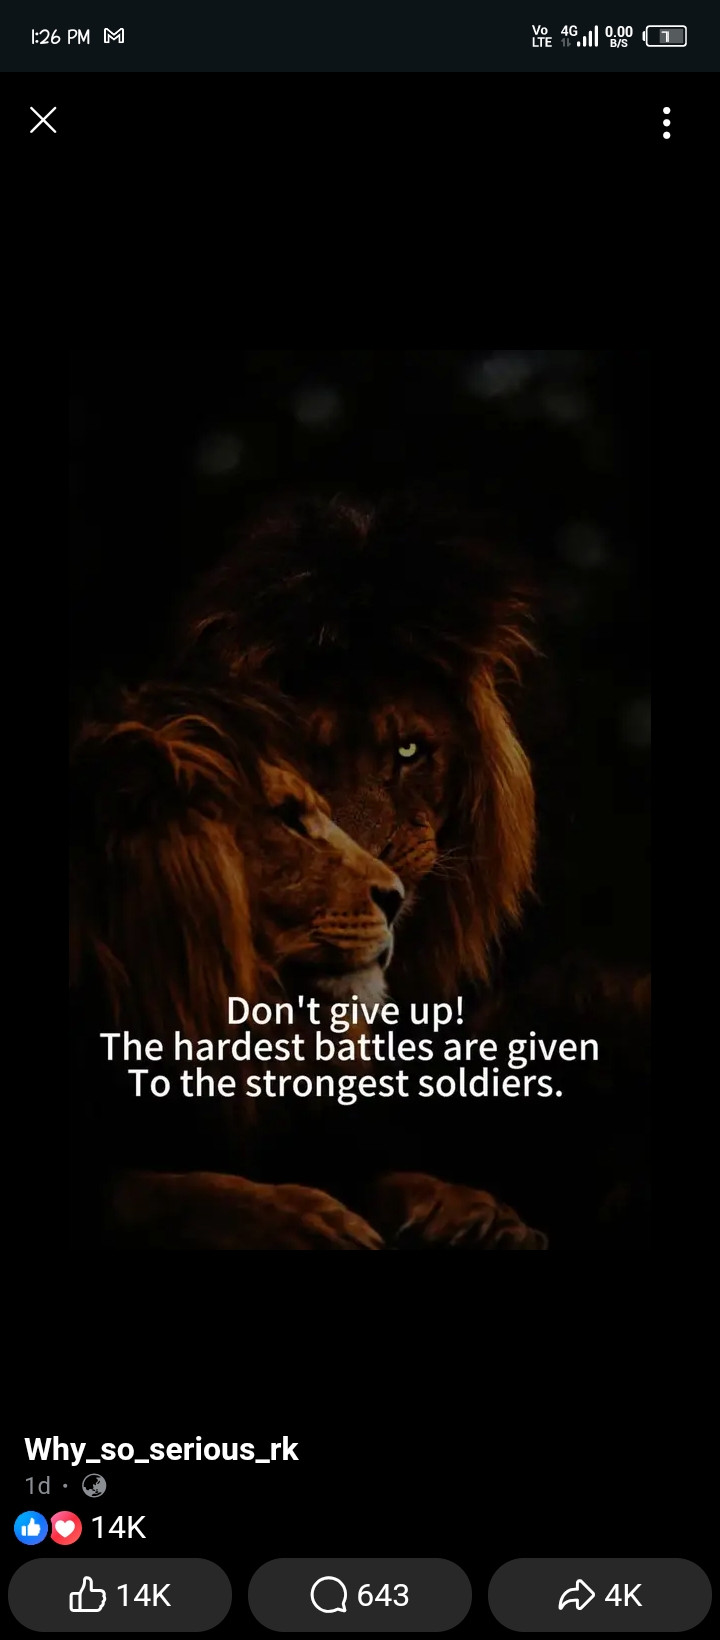 1:26 PM
Vo LTE 4G 0.00 B/S
Don't give up!
The hardest battles are given
To the strongest soldiers.
Why_so_serious_rk
1d ·
14K
14K 643 4K